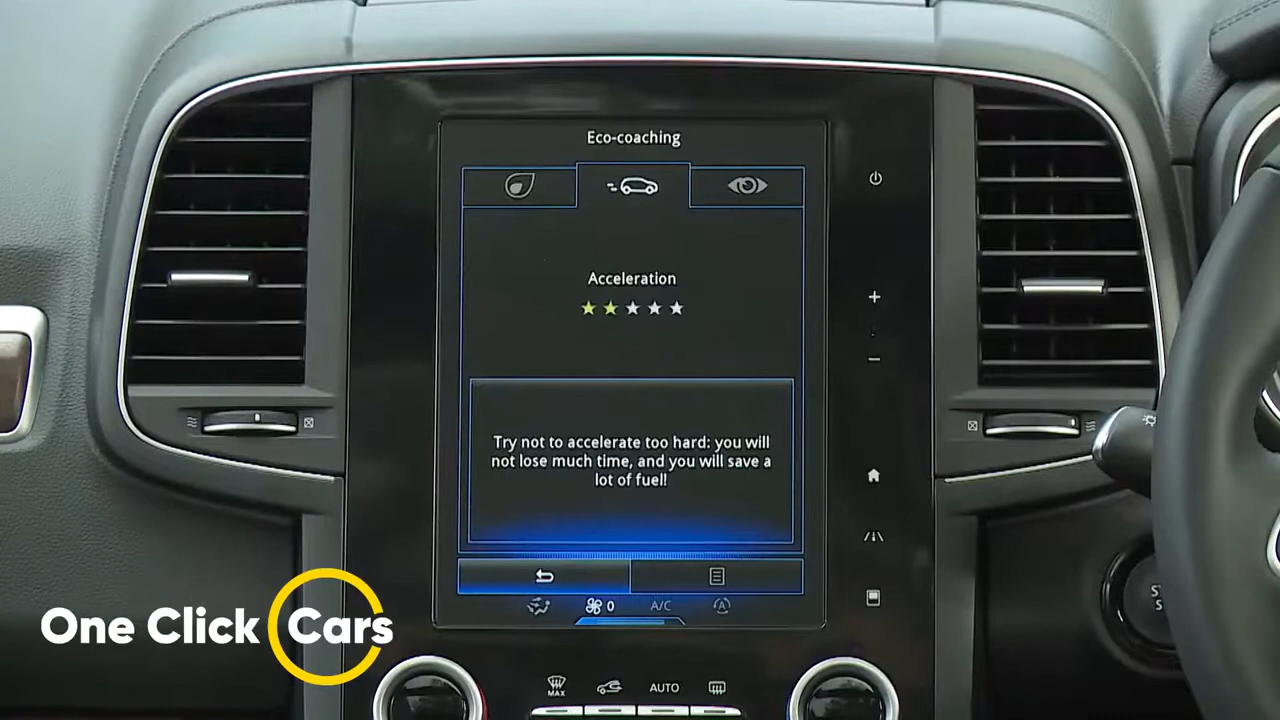 Eco-coaching
Acceleration
Try not to accelerate too hard: you will
not lose much time, and you will save a
lot of fuel!
0 A/C A
MAX AUTO
One Click Cars